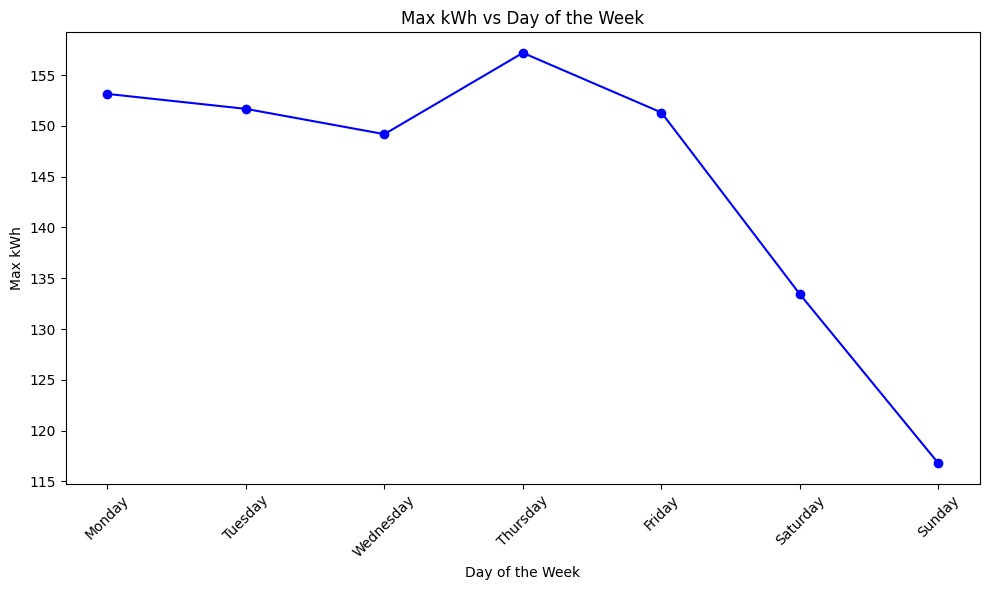 Max kWh vs Day of the Week
Max kWh
155
150
145
140
135
130
125
120
115
Monday
Tuesday
Wednesday
Thursday
Friday
Saturday
Sunday
Day of the Week